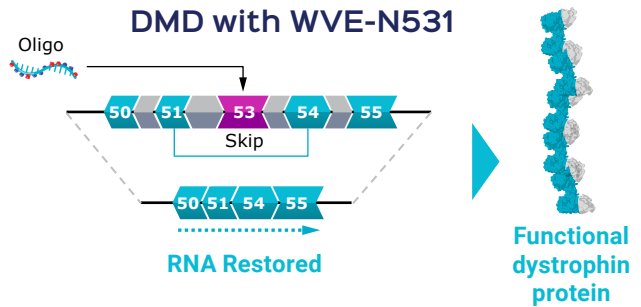 DMD with WVE-N531
Oligo
50 51 53 54 55
Skip
50 51 54 55
RNA Restored
Functional
dystrophin
protein